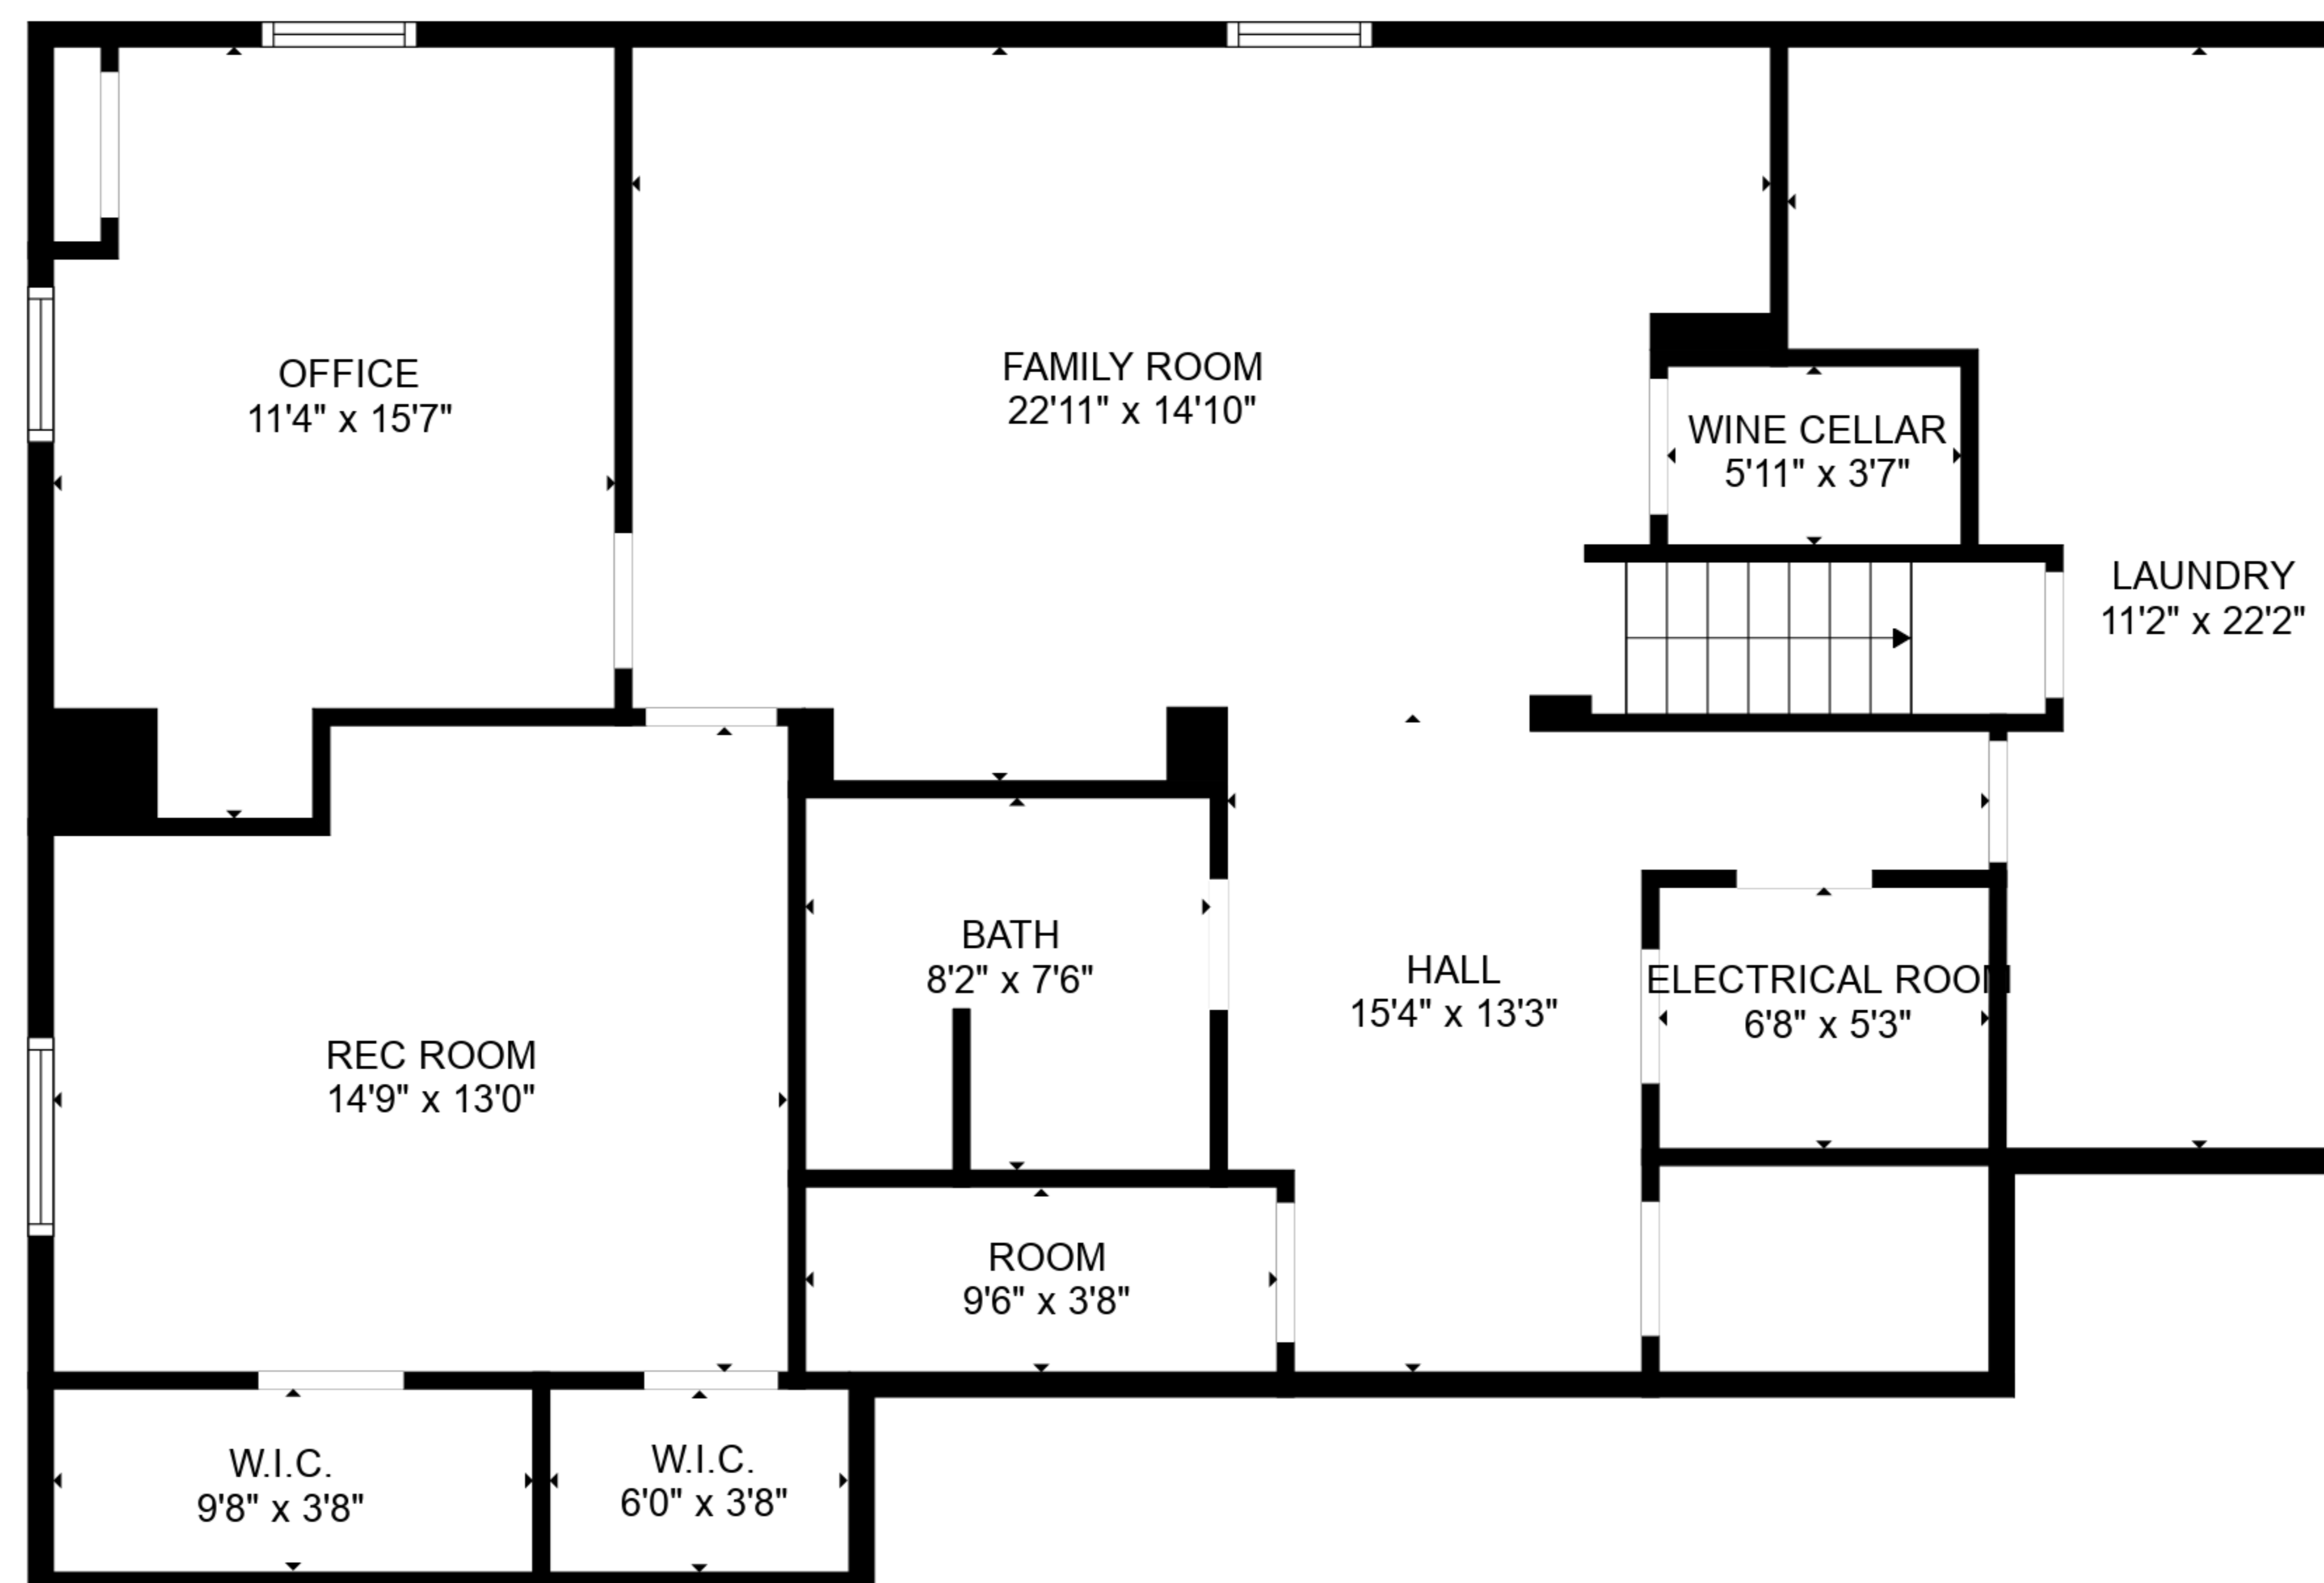 OFFICE
11'4" x 15'7"
FAMILY ROOM
22'11" x 14'10"
WINE CELLAR
5'11" x 3'7"
LAUNDRY
11'2" x 22'2"
BATH
8'2" x 7'6"
HALL
15'4" x 13'3"
ELECTRICAL ROOM
6'8" x 5'3"
REC ROOM
14'9" x 13'0"
ROOM
9'6" x 3'8"
W.I.C.
9'8" x 3'8"
W.I.C.
6'0" x 3'8"